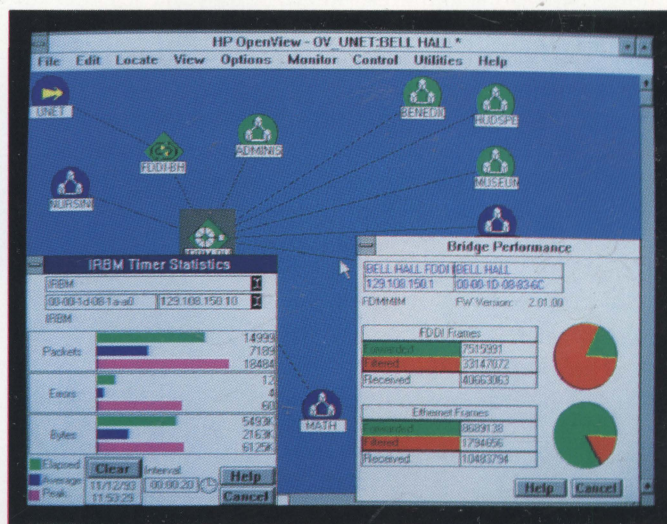 HP OpenView - OV_UNET:BELL HALL *
File Edit Locate View Options Monitor Control Utilities Help
UNET
FDDI-BH
ADMINIS
NURSIN
MUSEUM
MATH
IRBM Timer Statistics
IRBM
00-00-1d-08-1a-a0 129.108.150.10
IRBM
Packets 14999
7189
18484
Errors 12
4
60
Bytes 5493K
2163K
6125K
Elapsed
Average
Peak
Clear
11/12/93
11:53:29
Interval
00:00:20
Help
Cancel
Bridge Performance
BELL HALL FDDI BELL HALL
129.108.150.1 00-00-1D-08-83-6C
FDMMIM FW Version: 2.01.00
FDDI Frames
Forwarded 7515991
Filtered 33147072
Received 40663063
Ethernet Frames
Forwarded 8689138
Filtered 1794656
Received 10483794
Help Cancel